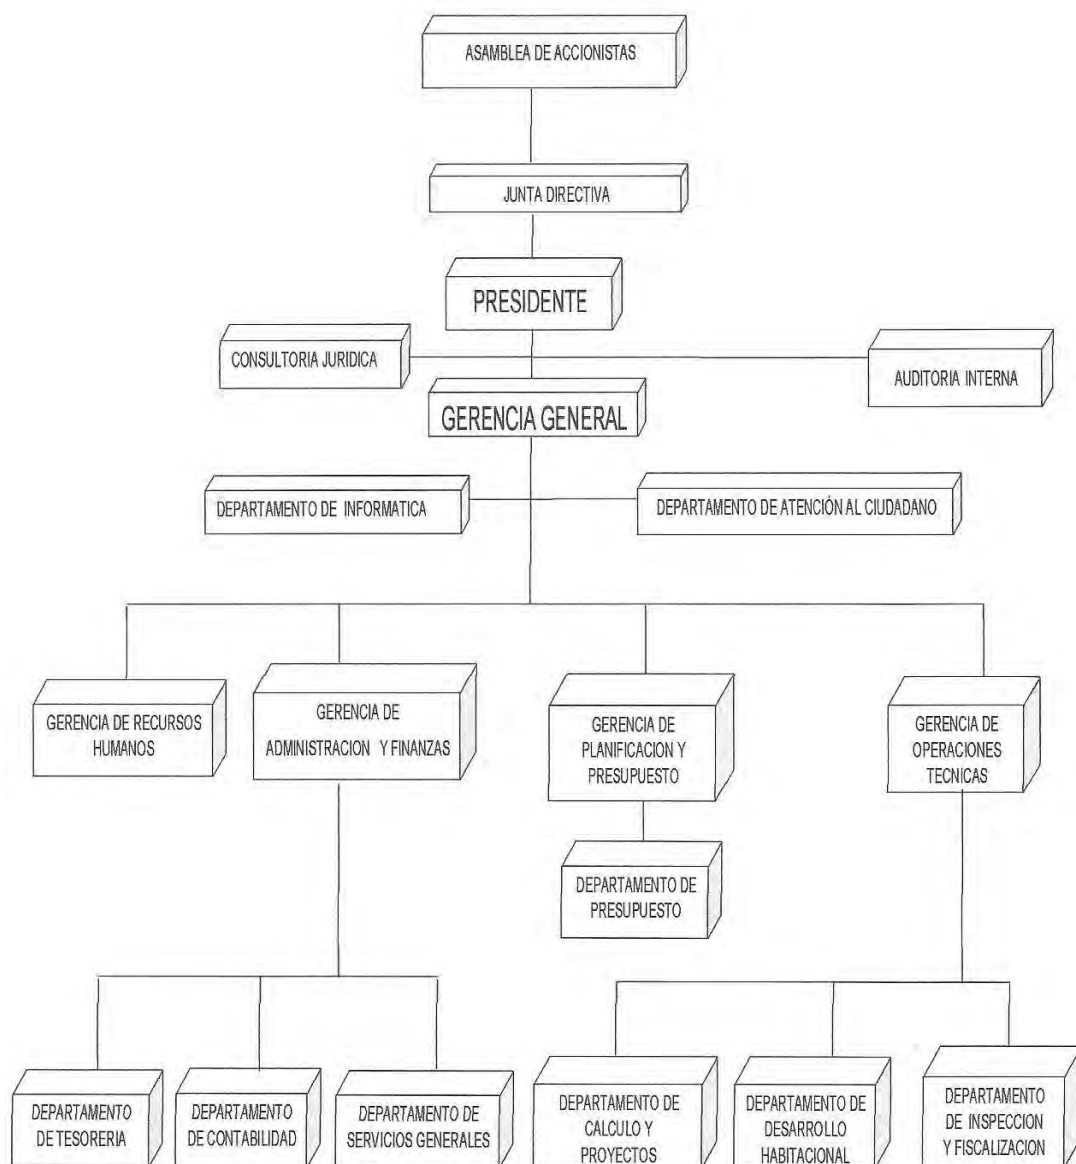 ASAMBLEA DE ACCIONISTAS
JUNTA DIRECTIVA
PRESIDENTE
CONSULTORIA JURIDICA
AUDITORIA INTERNA
GERENCIA GENERAL
DEPARTAMENTO DE INFORMATICA
DEPARTAMENTO DE ATENCIÓN AL CIUDADANO
GERENCIA DE RECURSOS
HUMANOS
GERENCIA DE
ADMINISTRACION Y FINANZAS
GERENCIA DE
PLANIFICACION Y
PRESUPUESTO
GERENCIA DE
OPERACIONES
TECNICAS
DEPARTAMENTO DE
PRESUPUESTO
DEPARTAMENTO
DE TESORERIA
DEPARTAMENTO
DE CONTABILIDAD
DEPARTAMENTO DE
SERVICIOS GENERALES
DEPARTAMENTO DE
CALCULO Y
PROYECTOS
DEPARTAMENTO DE
DESARROLLO
HABITACIONAL
DEPARTAMENTO
DE INSPECCION
Y FISCALIZACION